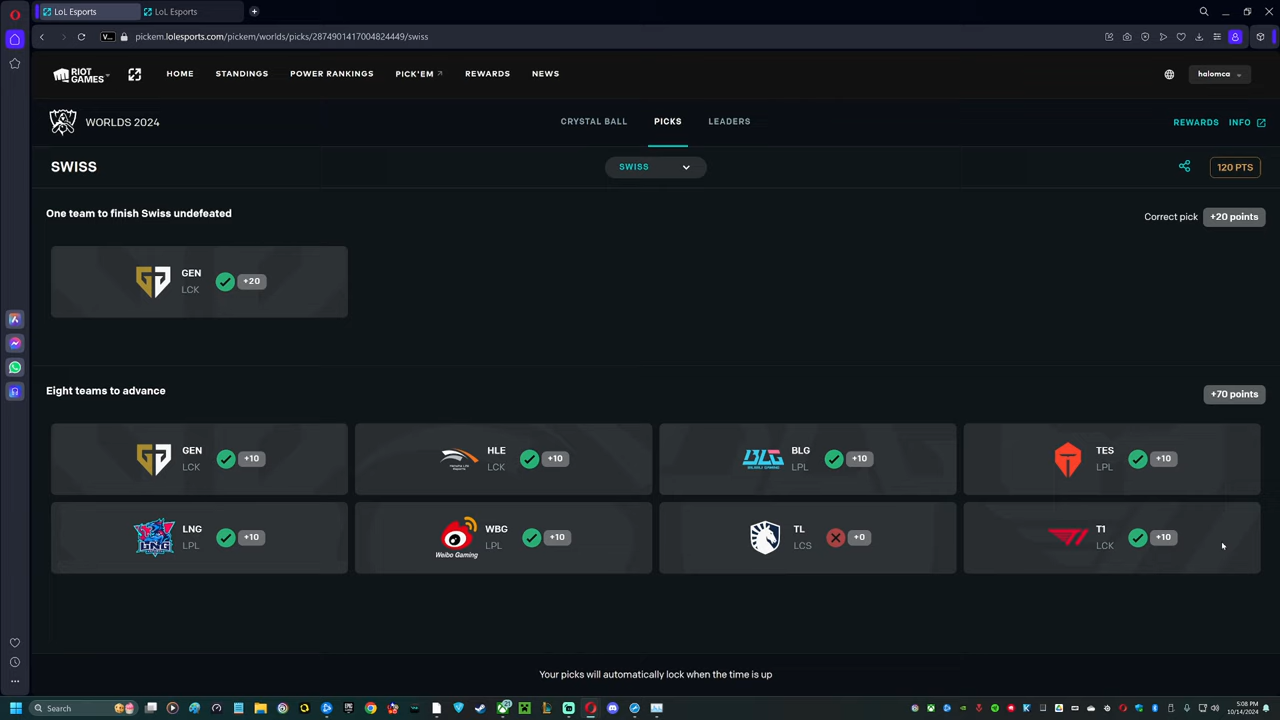 LoL Esports
LoL Esports
V...
pickem.lolesports.com/pickem/worlds/picks/2874901417004824449/swiss
RIOT GAMES
HOME
STANDINGS
POWER RANKINGS
PICK'EM
REWARDS
NEWS
halomca
WORLDS 2024
CRYSTAL BALL
PICKS
LEADERS
REWARDS
INFO
SWISS
SWISS
120 PTS
One team to finish Swiss undefeated
Correct pick
+20 points
GEN
LCK
+20
Eight teams to advance
+70 points
GEN
LCK
+10
HLE
LCK
+10
BLG
BLG
LPL
+10
TES
LPL
+10
LNG
LNG
LPL
+10
Weibo Gaming
WBG
LPL
+10
TL
LCS
+0
T1
LCK
+10
Your picks will automatically lock when the time is up
Search
5:08 PM
10/14/2024